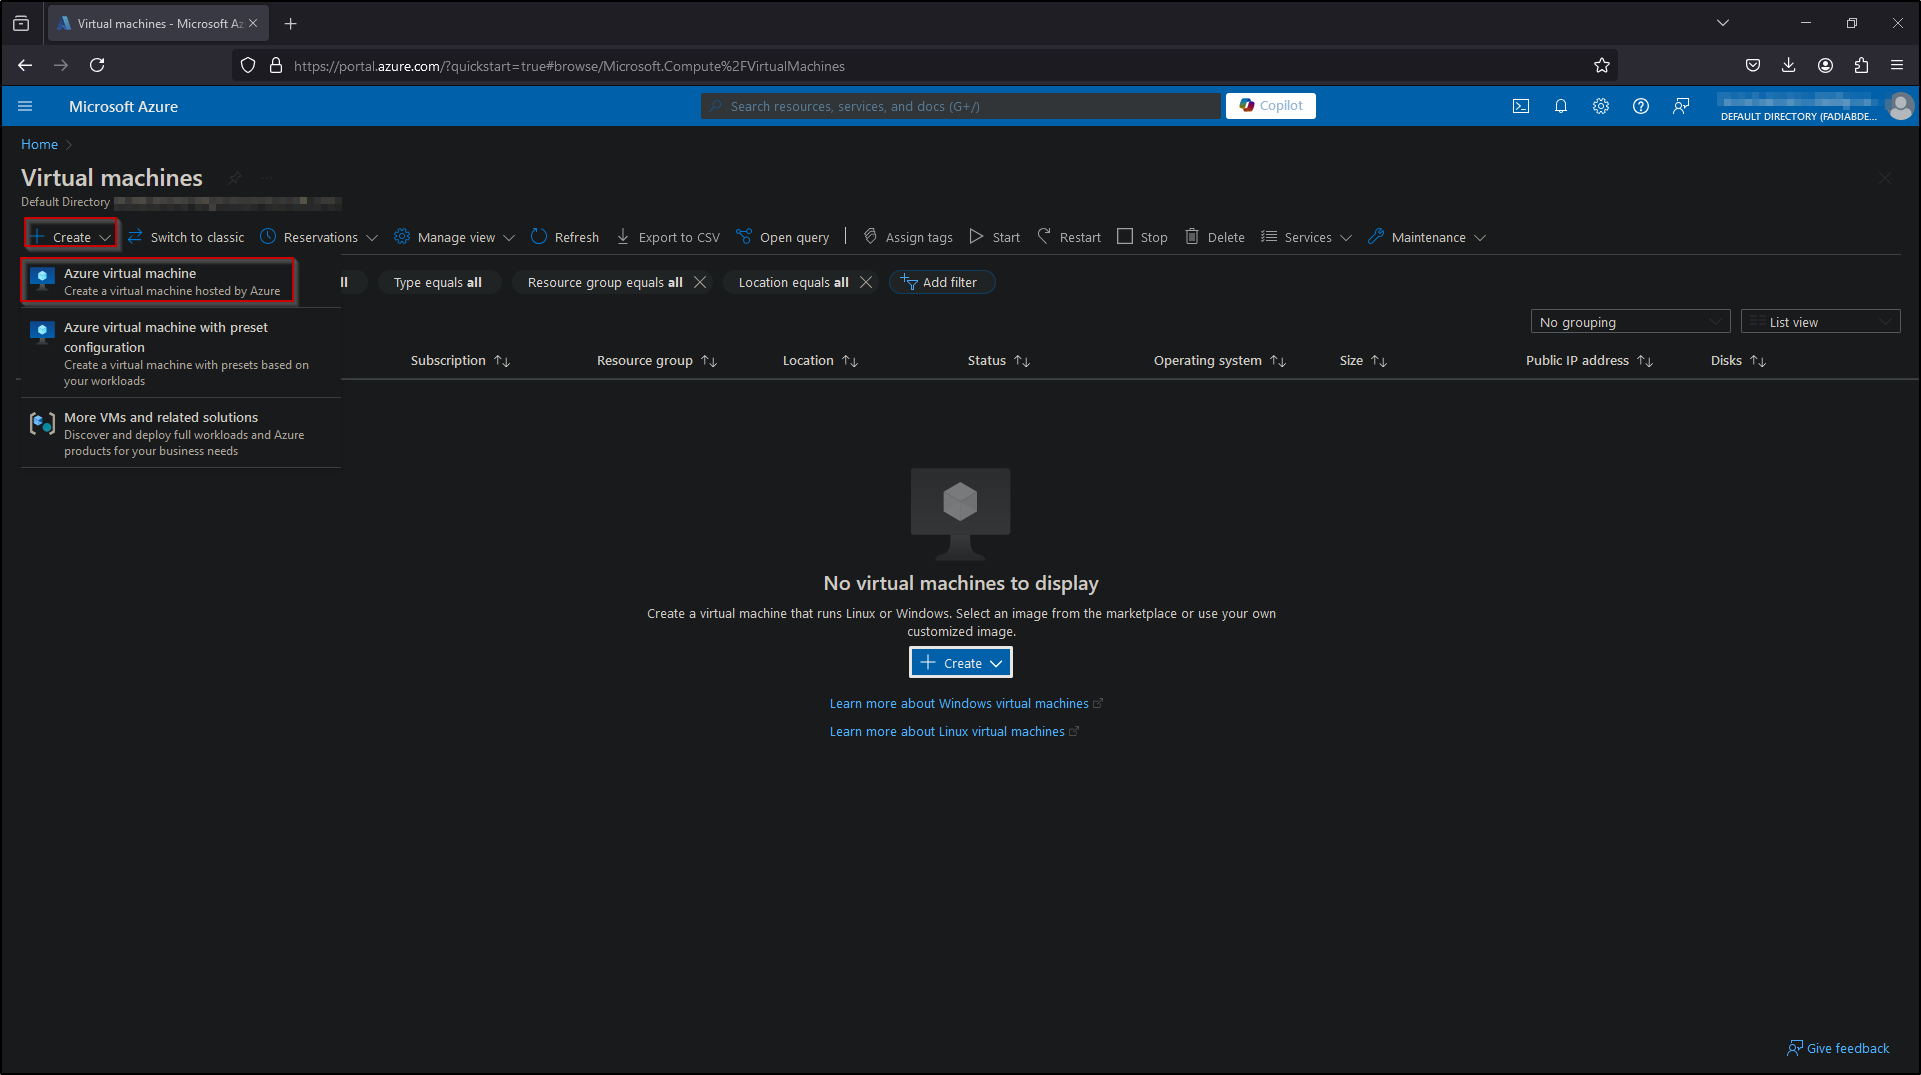 Virtual machines - Microsoft Az
https://portal.azure.com/?quickstart=true#browse/Microsoft.Compute%2FVirtualMachines
Microsoft Azure
Search resources, services, and docs (G+/)
Copilot
DEFAULT DIRECTORY (FADIABDE...
Home
Virtual machines
Default Directory
Create
Switch to classic
Reservations
Manage view
Refresh
Export to CSV
Open query
Assign tags
Start
Restart
Stop
Delete
Services
Maintenance
Azure virtual machine
Create a virtual machine hosted by Azure
Azure virtual machine with preset
configuration
Create a virtual machine with presets based on
your workloads
More VMs and related solutions
Discover and deploy full workloads and Azure
products for your business needs
ll
Type equals all
Resource group equals all
Location equals all
Add filter
No grouping
List view
Subscription
Resource group
Location
Status
Operating system
Size
Public IP address
Disks
No virtual machines to display
Create a virtual machine that runs Linux or Windows. Select an image from the marketplace or use your own
customized image.
Create
Learn more about Windows virtual machines
Learn more about Linux virtual machines
Give feedback